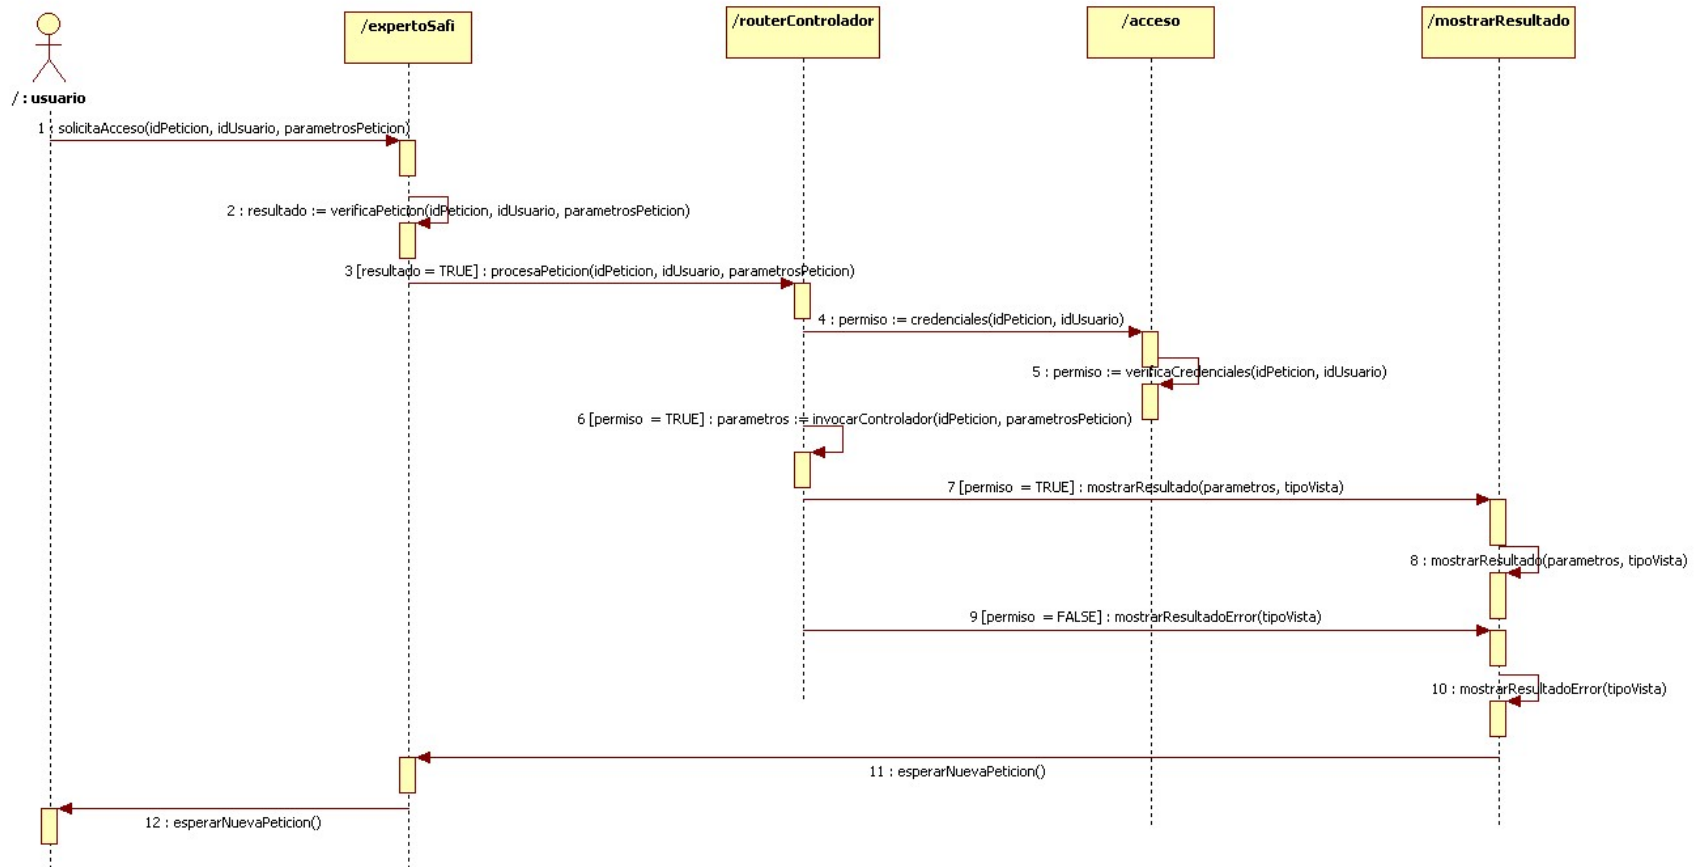 /expertoSafi
/routerControlador
/acceso
/mostrarResultado
/ : usuario
1 : solicitaAcceso(idPeticion, idUsuario, parametrosPeticion)
2 : resultado := verificaPeticion(idPeticion, idUsuario, parametrosPeticion)
3 [resultado = TRUE] : procesaPeticion(idPeticion, idUsuario, parametrosPeticion)
4 : permiso := credenciales(idPeticion, idUsuario)
5 : permiso := verificaCredenciales(idPeticion, idUsuario)
6 [permiso = TRUE] : parametros := invocarControlador(idPeticion, parametrosPeticion)
7 [permiso = TRUE] : mostrarResultado(parametros, tipoVista)
8 : mostrarResultado(parametros, tipoVista)
9 [permiso = FALSE] : mostrarResultadoError(tipoVista)
10 : mostrarResultadoError(tipoVista)
11 : esperarNuevaPeticion()
12 : esperarNuevaPeticion()